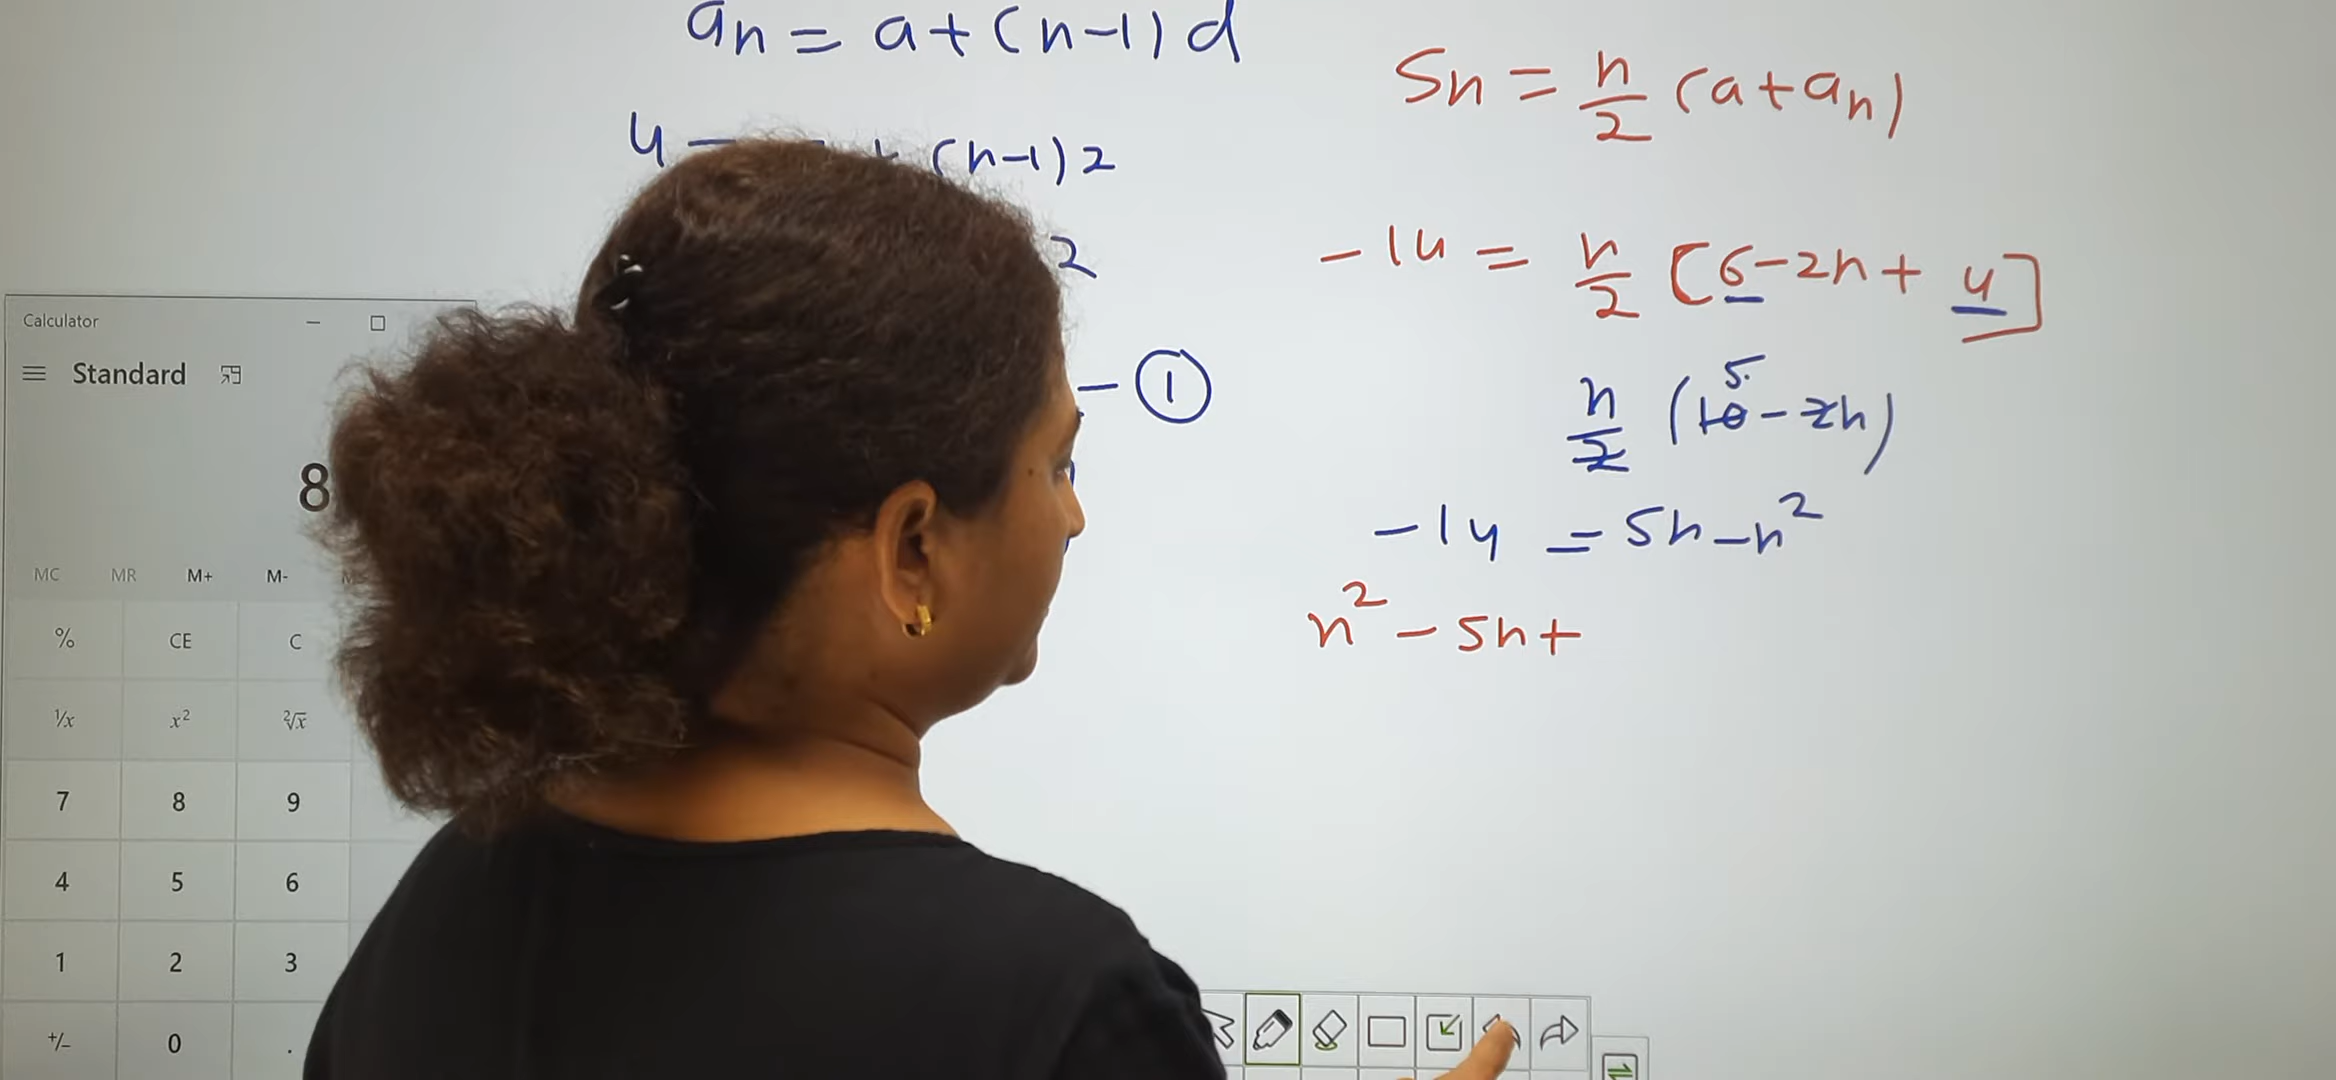 an = a+(n-1)d
4 (n-1)2
2
- ①
Sn = n/2 (a+an)
-14 = n/2 [6-2n+4]
5
n/2 (10-2n)
-14 = 5n-n²
n² - 5n+
Calculator
Standard
8
MC MR M+ M-
% CE C
1/x x² ²√x
7 8 9
4 5 6
1 2 3
+/- 0 .